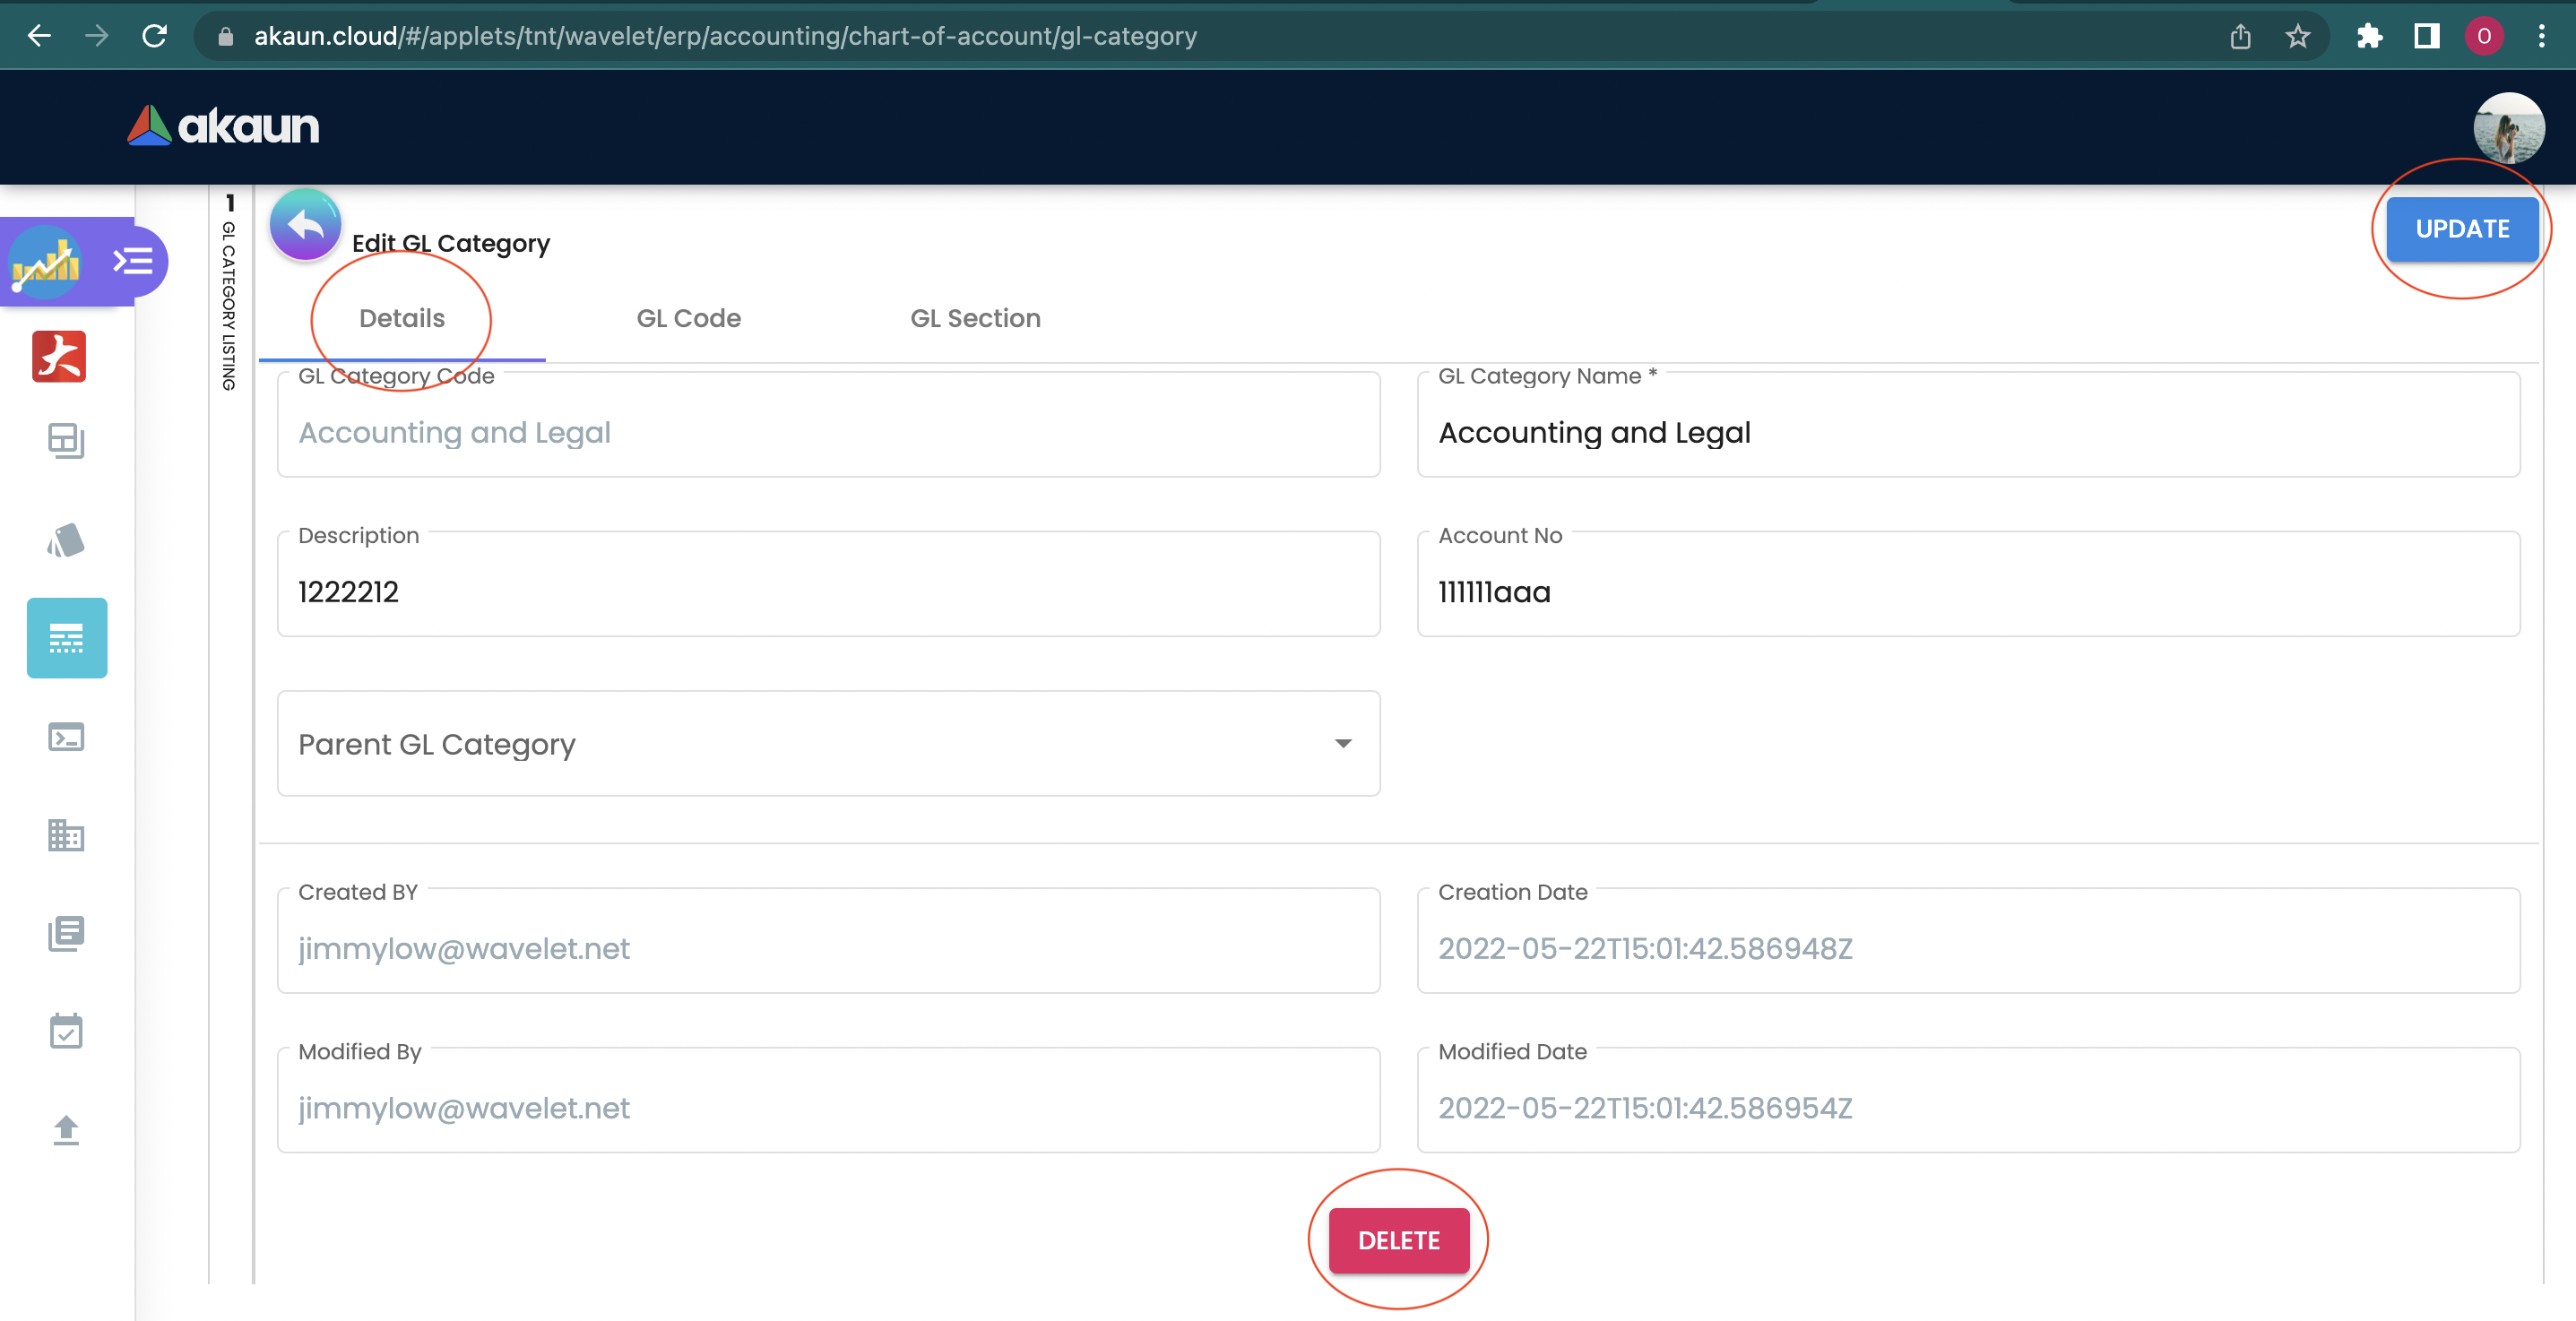 akaun.cloud/#/applets/tnt/wavelet/erp/accounting/chart-of-account/gl-category
O
akaun
1 GL CATEGORY LISTING
Edit GL Category
UPDATE
Details GL Code GL Section
GL Category Code
Accounting and Legal
GL Category Name *
Accounting and Legal
Description
1222212
Account No
111111aaa
Parent GL Category
Created BY
jimmylow@wavelet.net
Creation Date
2022-05-22T15:01:42.586948Z
Modified By
jimmylow@wavelet.net
Modified Date
2022-05-22T15:01:42.586954Z
DELETE